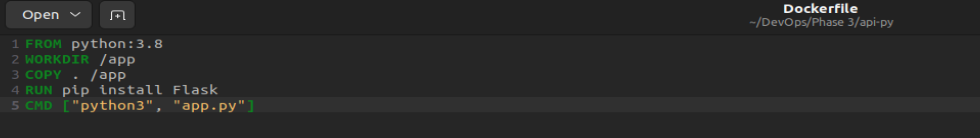 Open
Dockerfile
~/DevOps/Phase 3/api-py
1 FROM python:3.8
2 WORKDIR /app
3 COPY . /app
4 RUN pip install Flask
5 CMD ["python3", "app.py"]